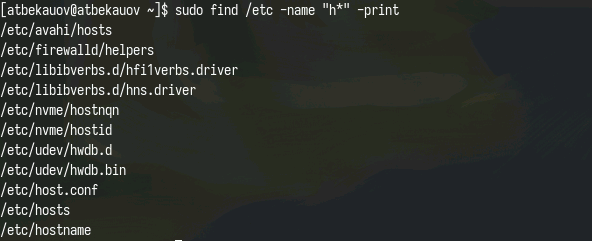 [atbekauov@atbekauov ~]$ sudo find /etc -name "h*" -print
/etc/avahi/hosts
/etc/firewalld/helpers
/etc/libibverbs.d/hfi1verbs.driver
/etc/libibverbs.d/hns.driver
/etc/nvme/hostnqn
/etc/nvme/hostid
/etc/udev/hwdb.d
/etc/udev/hwdb.bin
/etc/host.conf
/etc/hosts
/etc/hostname